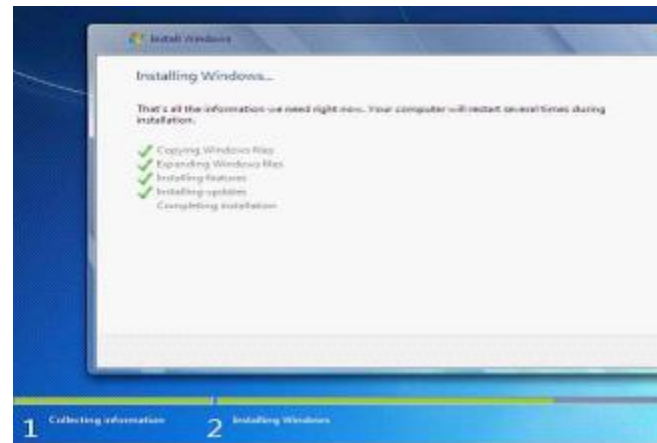 Install Windows
Installing Windows...
That's all the information we need right now. Your computer will restart several times during
installation.
Copying Windows files
Expanding Windows files
Installing features
Installing updates
Completing installation
1 Collecting information
2 Installing Windows